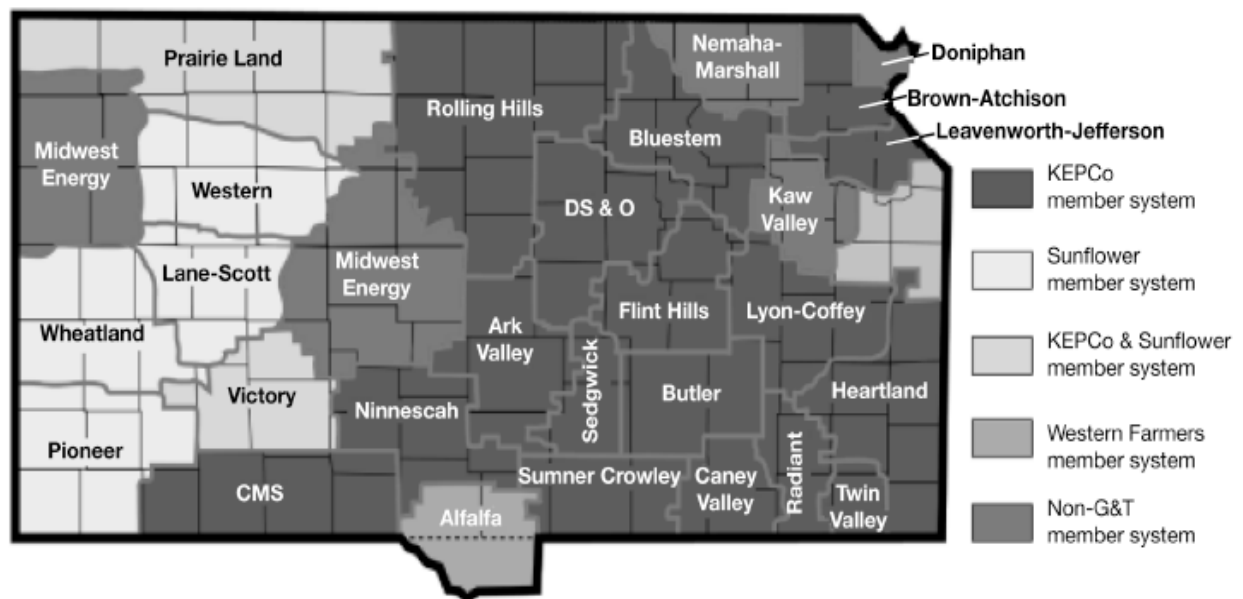 Prairie Land
Rolling Hills
Nemaha-
Marshall
Doniphan
Brown-Atchison
Leavenworth-Jefferson
Midwest
Energy
Western
Bluestem
Kaw
Valley
DS & O
Lane-Scott
Midwest
Energy
Wheatland
Ark
Valley
Flint Hills
Lyon-Coffey
Sedgwick
Victory
Ninnescah
Butler
Heartland
Pioneer
CMS
Sumner Crowley
Caney
Valley
Radiant
Twin
Valley
Alfalfa
KEPCo
member system
Sunflower
member system
KEPCo & Sunflower
member system
Western Farmers
member system
Non-G&T
member system